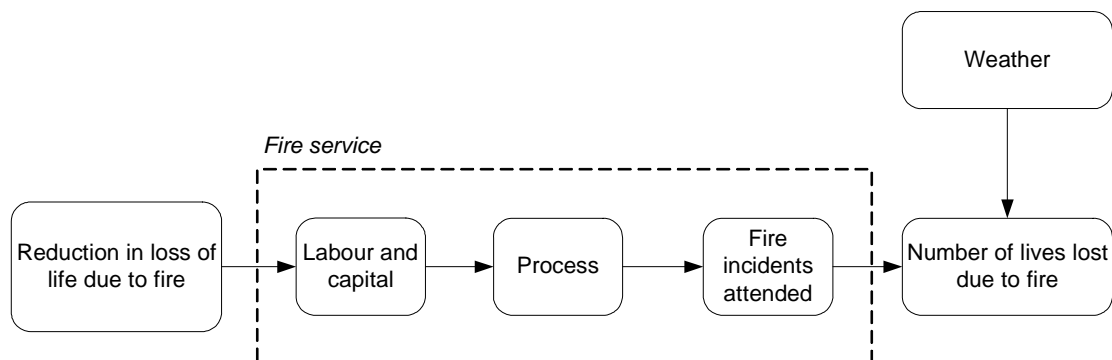 Weather
Fire service
Reduction in loss of
life due to fire
Labour and
capital
Process
Fire
incidents
attended
Number of lives lost
due to fire